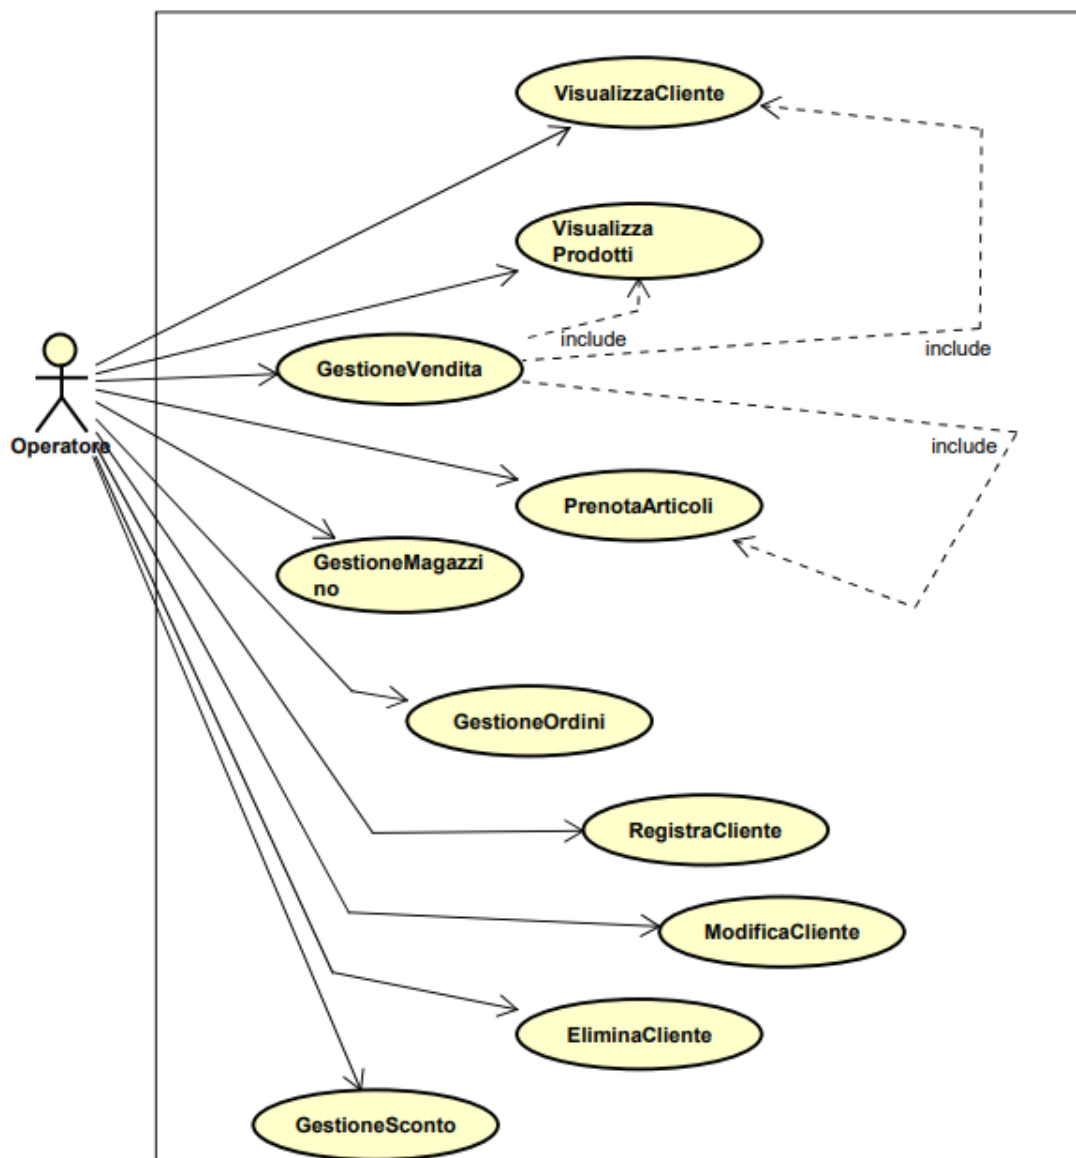 VisualizzaCliente
Visualizza
Prodotti
include
include
GestioneVendita
Operatore
include
PrenotaArticoli
GestioneMagazzi
no
GestioneOrdini
RegistraCliente
ModificaCliente
EliminaCliente
GestioneSconto